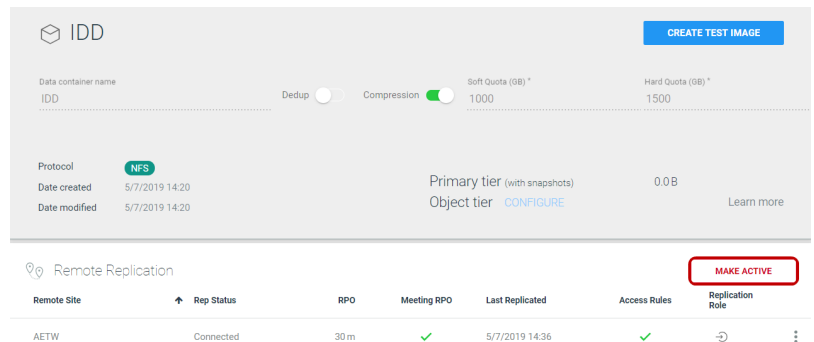 IDD
CREATE TEST IMAGE
Data container name
IDD
Dedup
Compression
Soft Quota (GB) *
1000
Hard Quota (GB) *
1500
Protocol NFS
Date created 5/7/2019 14:20
Date modified 5/7/2019 14:20
Primary tier (with snapshots) 0.0 B
Object tier CONFIGURE Learn more
Remote Replication MAKE ACTIVE
Remote Site Rep Status RPO Meeting RPO Last Replicated Access Rules Replication Role
AETW Connected 30 m 5/7/2019 14:36